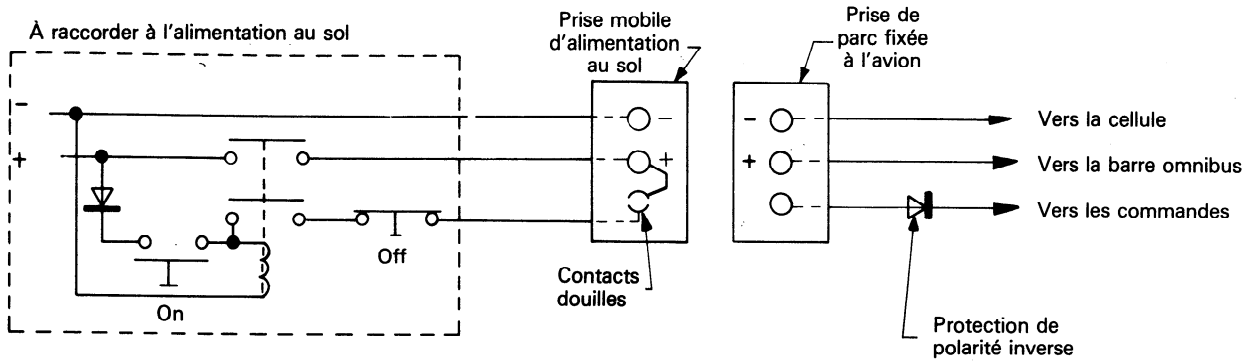 À raccorder à l'alimentation au sol
Prise mobile
d'alimentation
au sol
Prise de
parc fixée
à l'avion
-
+
On
Off
-
+
Contacts
douilles
-
+
Vers la cellule
Vers la barre omnibus
Vers les commandes
Protection de
polarité inverse